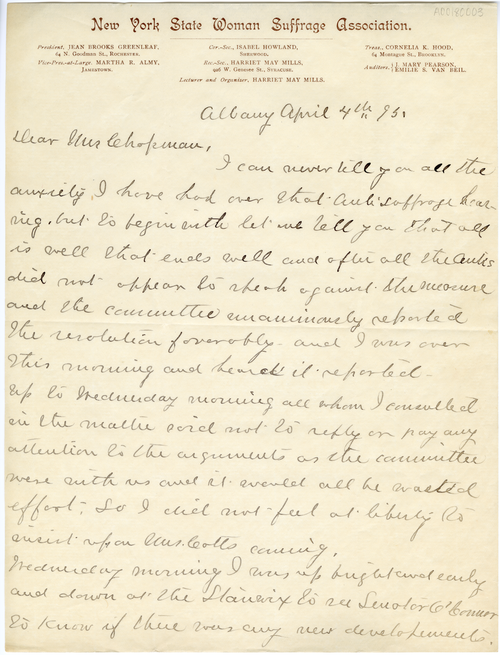 A00180003
New York State Woman Suffrage Association.
President, JEAN BROOKS GREENLEAF,
64 N. Goodman St., Rochester.
Vice-Pres.-at-Large, MARTHA R. ALMY,
Jamestown.
Cor.-Sec., ISABEL HOWLAND,
Sherwood.
Rec.-Sec., HARRIET MAY MILLS,
926 W. Genesee St., Syracuse.
Lecturer and Organizer, HARRIET MAY MILLS.
Treas., CORNELIA K. HOOD,
64 Montague St., Brooklyn.
Auditors, J. MARY PEARSON,
EMILIE S. VAN BEIL.
Albany April 4th 95.
Dear Mrs Chapman,
I can never tell you all the
anxiety I have had over that Anti suffrage hear-
ing, but to begin with let me tell you that all
is well that ends well and after all the Antis
did not appear to speak against the measure
and the committee unanimously reported
the resolution favorably - and I was over
this morning and heard it reported -
Up to Wednesday morning all whom I consulted
in the matter said not to reply or pay any
attention to the arguments as the committee
were with us and it would all be wasted
effort; so I did not feel at liberty to
insist upon Mrs. Catts coming.
Wednesday morning I was up bright and early
and down at the Stanwix to see Senator O'Connor
to know if there was any new developements.